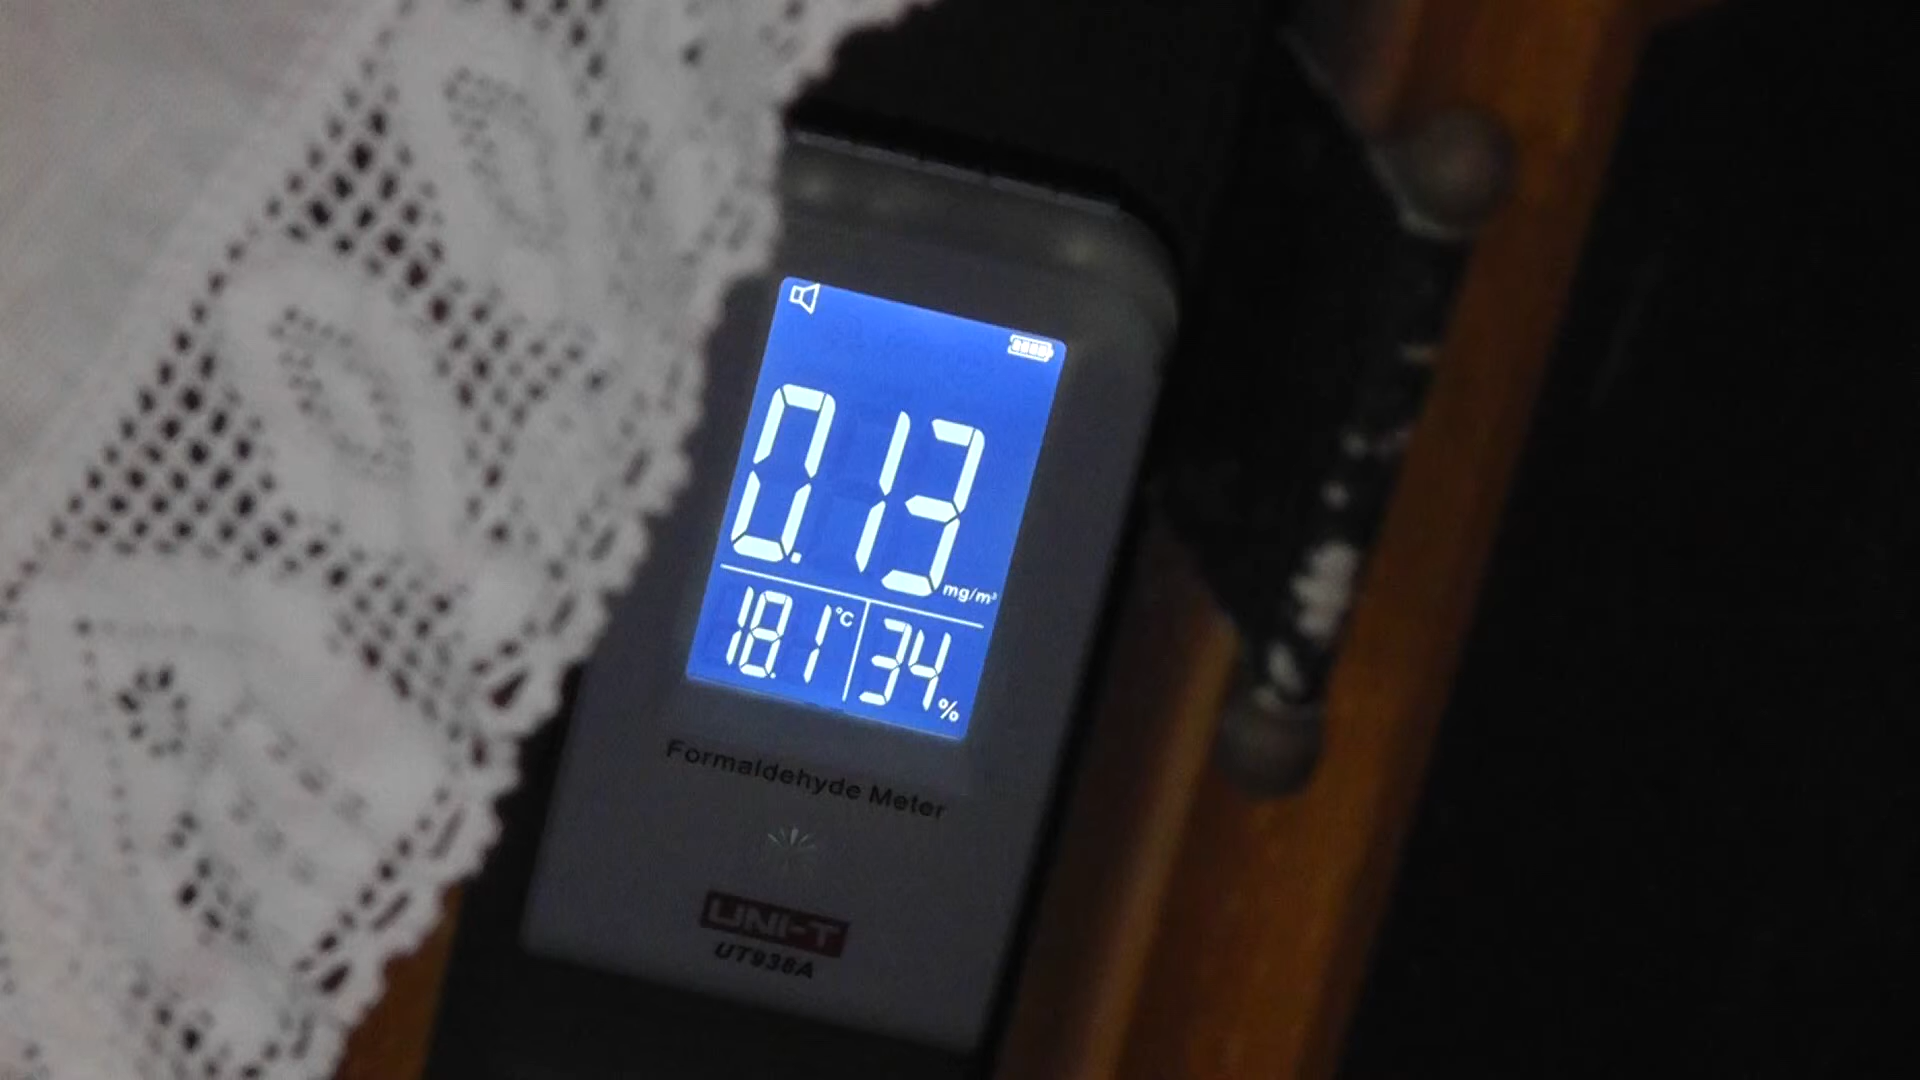 0.13 mg/m³
18.1 °C 34 %
Formaldehyde Meter
UNI-T
UT938A